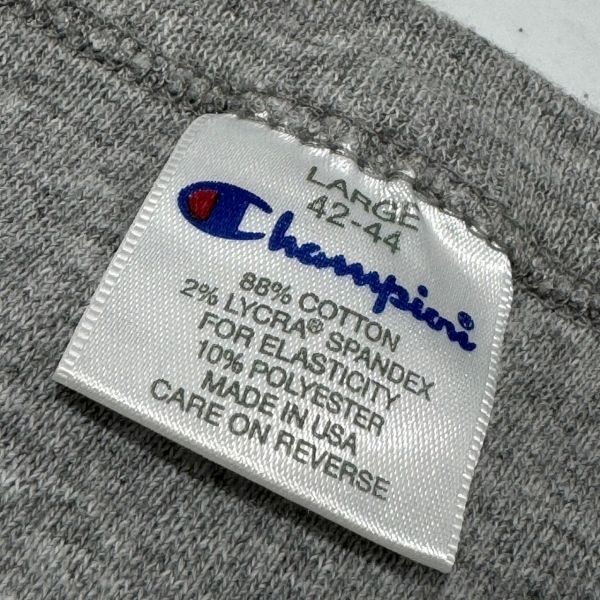 LARGE
42-44
Champion
88% COTTON
2% LYCRA® SPANDEX
FOR ELASTICITY
10% POLYESTER
MADE IN USA
CARE ON REVERSE